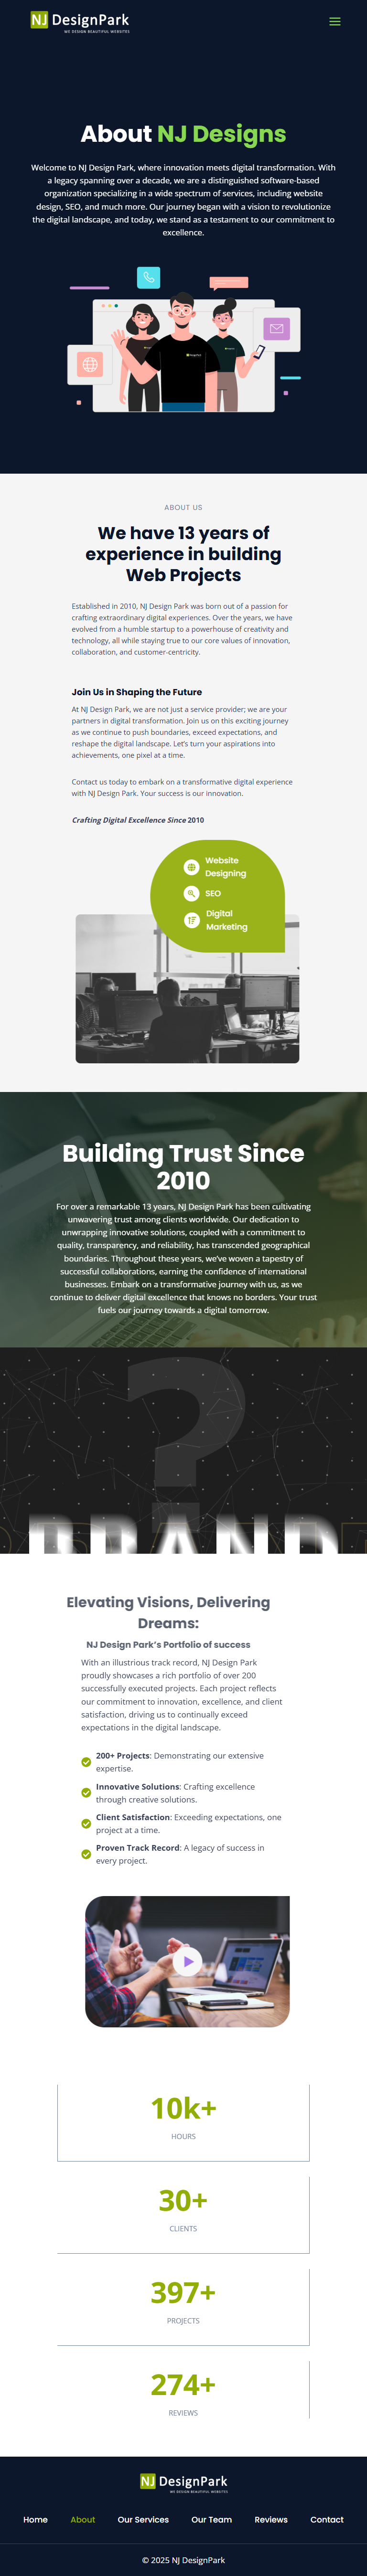 NJ DesignPark
WE DESIGN BEAUTIFUL WEBSITES
About NJ Designs
Welcome to NJ Design Park, where innovation meets digital transformation. With
a legacy spanning over a decade, we are a distinguished software-based
organization specializing in a wide spectrum of services, including website
design, SEO, and much more. Our journey began with a vision to revolutionize
the digital landscape, and today, we stand as a testament to our commitment to
excellence.
ABOUT US
We have 13 years of
experience in building
Web Projects
Established in 2010, NJ Design Park was born out of a passion for
crafting extraordinary digital experiences. Over the years, we have
evolved from a humble startup to a powerhouse of creativity and
technology, all while staying true to our core values of innovation,
collaboration, and customer-centricity.
Join Us in Shaping the Future
At NJ Design Park, we are not just a service provider; we are your
partners in digital transformation. Join us on this exciting journey
as we continue to push boundaries, exceed expectations, and
reshape the digital landscape. Let's turn your aspirations into
achievements, one pixel at a time.
Contact us today to embark on a transformative digital experience
with NJ Design Park. Your success is our innovation.
Crafting Digital Excellence Since 2010
Website
Designing
SEO
Digital
Marketing
Building Trust Since
2010
For over a remarkable 13 years, NJ Design Park has been cultivating
unwavering trust among clients worldwide. Our dedication to
unwrapping innovative solutions, coupled with a commitment to
quality, transparency, and reliability, has transcended geographical
boundaries. Throughout these years, we've woven a tapestry of
successful collaborations, earning the confidence of international
businesses. Embark on a transformative journey with us, as we
continue to deliver digital excellence that knows no borders. Your trust
fuels our journey towards a digital tomorrow.
?
BRAND
Elevating Visions, Delivering
Dreams:
NJ Design Park's Portfolio of success
With an illustrious track record, NJ Design Park
proudly showcases a rich portfolio of over 200
successfully executed projects. Each project reflects
our commitment to innovation, excellence, and client
satisfaction, driving us to continually exceed
expectations in the digital landscape.
200+ Projects: Demonstrating our extensive
expertise.
Innovative Solutions: Crafting excellence
through creative solutions.
Client Satisfaction: Exceeding expectations, one
project at a time.
Proven Track Record: A legacy of success in
every project.
10k+
HOURS
30+
CLIENTS
397+
PROJECTS
274+
REVIEWS
NJ DesignPark
WE DESIGN BEAUTIFUL WEBSITES
Home About Our Services Our Team Reviews Contact
© 2025 NJ DesignPark